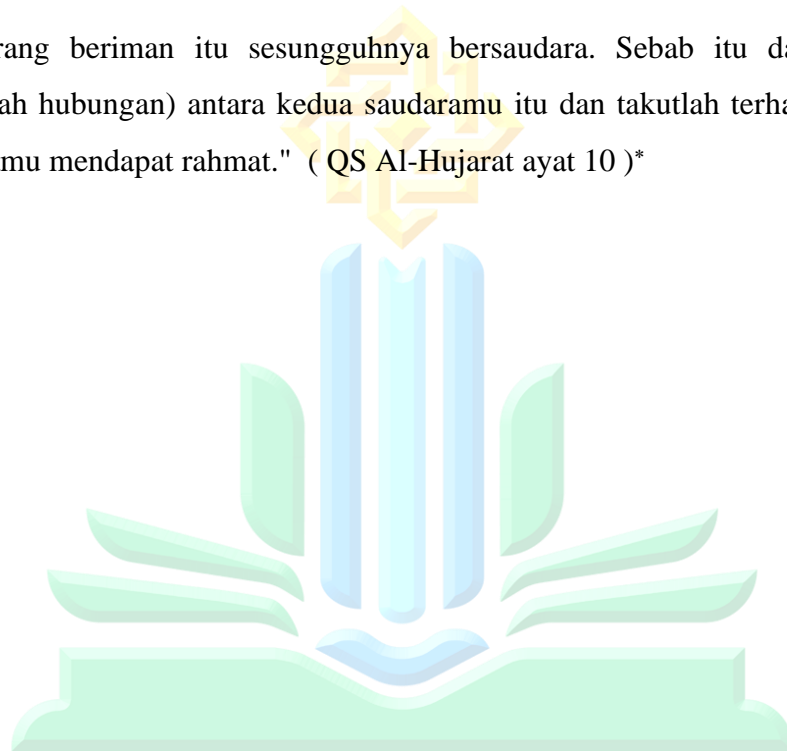 rang beriman itu sesungguhnya bersaudara. Sebab itu da
ah hubungan) antara kedua saudaramu itu dan takutlah terha
mu mendapat rahmat." ( QS Al-Hujarat ayat 10 )*